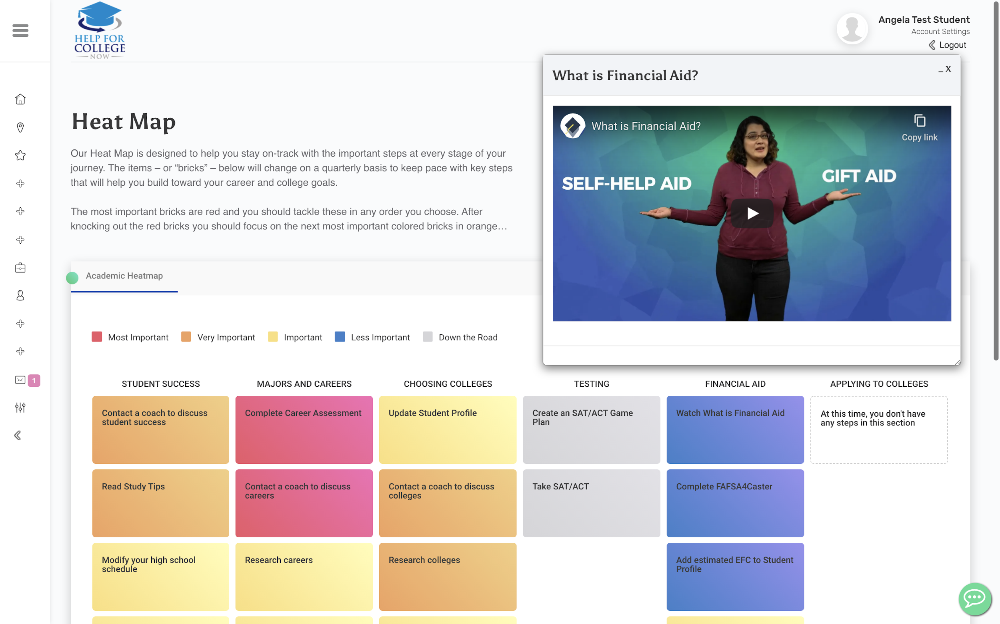 HELP FOR
COLLEGE
NOW
Angela Test Student
Account Settings
Logout
What is Financial Aid?
_ X
What is Financial Aid?
Copy link
SELF-HELP AID
GIFT AID
Heat Map
Our Heat Map is designed to help you stay on-track with the important steps at every stage of your
journey. The items – or “bricks” – below will change on a quarterly basis to keep pace with key steps
that will help you build toward your career and college goals.
The most important bricks are red and you should tackle these in any order you choose. After
knocking out the red bricks you should focus on the next most important colored bricks in orange…
Academic Heatmap
Most Important
Very Important
Important
Less Important
Down the Road
1
STUDENT SUCCESS
Contact a coach to discuss
student success
Read Study Tips
Modify your high school
schedule
MAJORS AND CAREERS
Complete Career Assessment
Contact a coach to discuss
careers
Research careers
CHOOSING COLLEGES
Update Student Profile
Contact a coach to discuss
colleges
Research colleges
TESTING
Create an SAT/ACT Game
Plan
Take SAT/ACT
FINANCIAL AID
Watch What is Financial Aid
Complete FAFSA4Caster
Add estimated EFC to Student
Profile
APPLYING TO COLLEGES
At this time, you don't have
any steps in this section